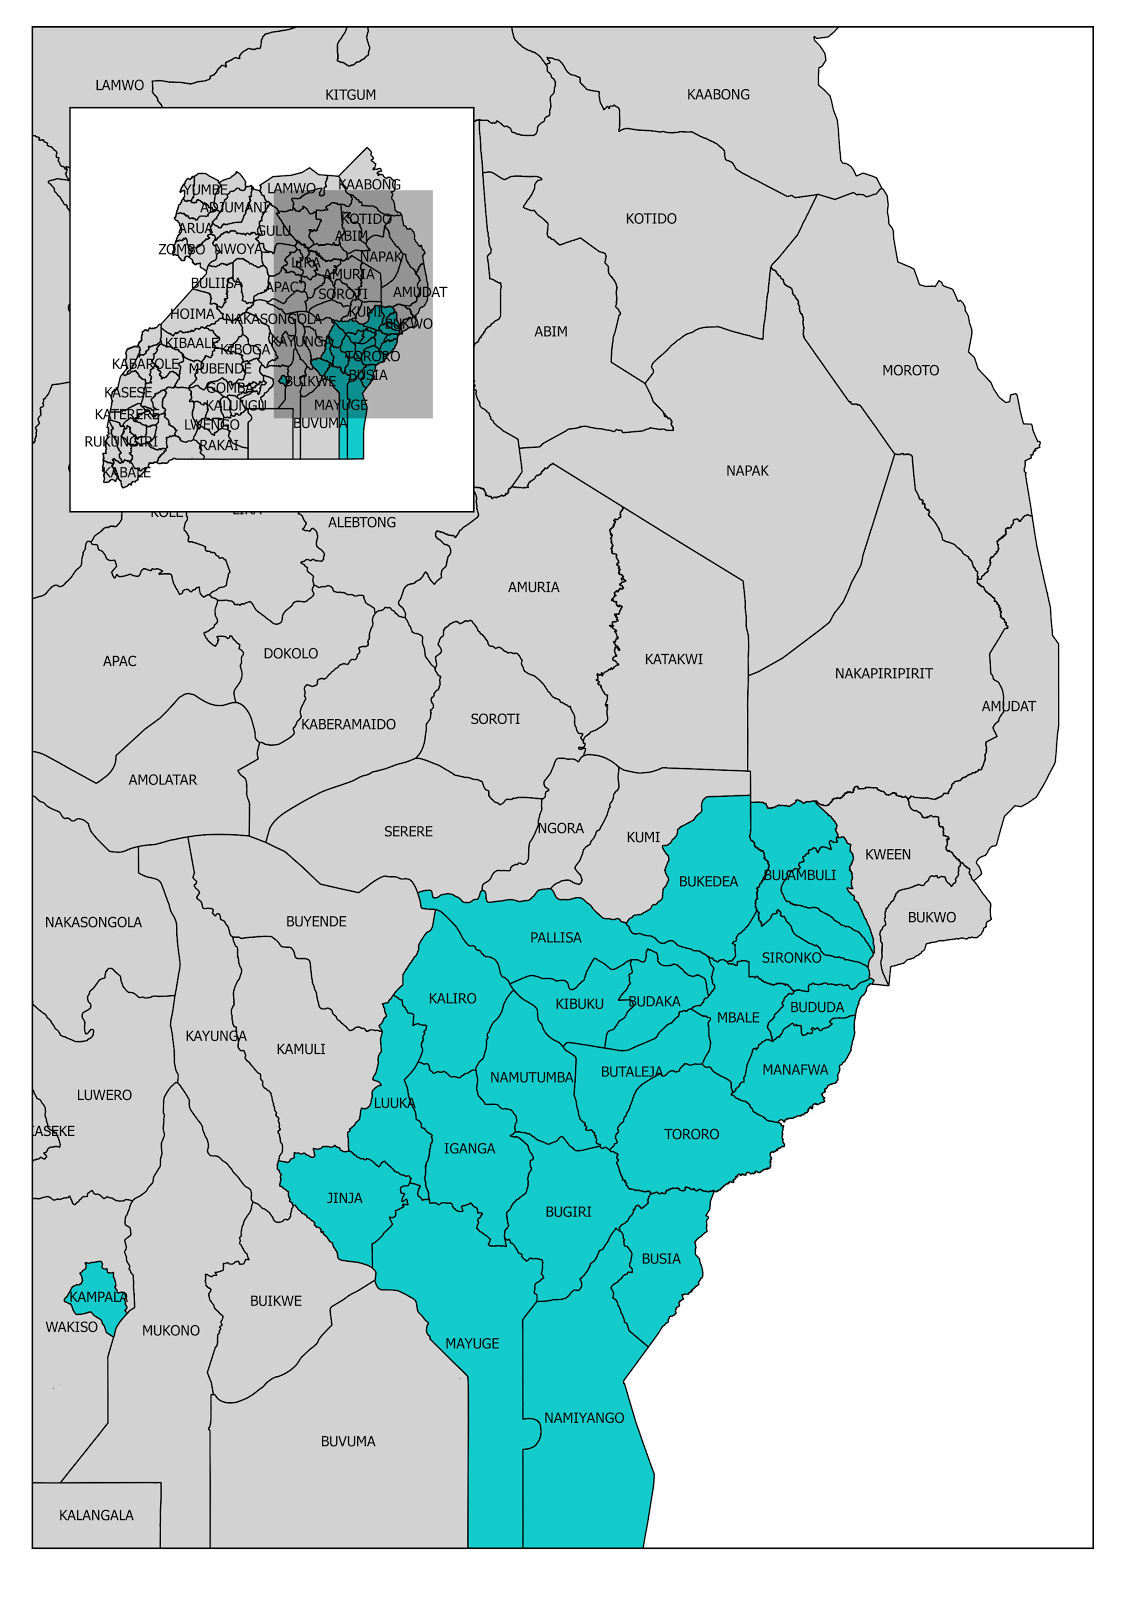 LAMWO
KITGUM
KAABONG
YUMBE
LAMWO
KAABONG
ADJUMANI
ARUA
GULU
KOTIDO
ABIM
ZOMBO
NWOYA
NAPAK
LIRA
AMURIA
BULIISA
APAC
SOROTI
AMUDAT
HOIMA
NAKASONGOLA
KUMI
BUKWO
KIBAALE
KIBOGA
KAYUNGA
TORORO
KABAROLE
MUBENDE
BUSIA
KASESE
GOMBA
BUIKWE
KALUNGU
MAYUGE
KATERERE
LWENGO
BUVUMA
RUKUNGIRI
RAKAI
KABALE
KOTIDO
ABIM
MOROTO
NAPAK
ALEBTONG
AMURIA
DOKOLO
APAC
KATAKWI
NAKAPIRIPIRIT
AMUDAT
SOROTI
KABERAMAIDO
AMOLATAR
SERERE
NGORA
KUMI
KWEEN
BULAMBULI
BUKEDEA
BUKWO
NAKASONGOLA
BUYENDE
PALLISA
SIRONKO
KALIRO
KIBUKU
BUDAKA
MBALE
BUDUDA
KAYUNGA
KAMULI
NAMUTUMBA
BUTALEJA
MANAFWA
LUWERO
LUUKA
ASEKE
IGANGA
TORORO
JINJA
BUGIRI
BUSIA
KAMPALA
BUIKWE
WAKISO
MUKONO
MAYUGE
NAMIYANGO
BUVUMA
KALANGALA